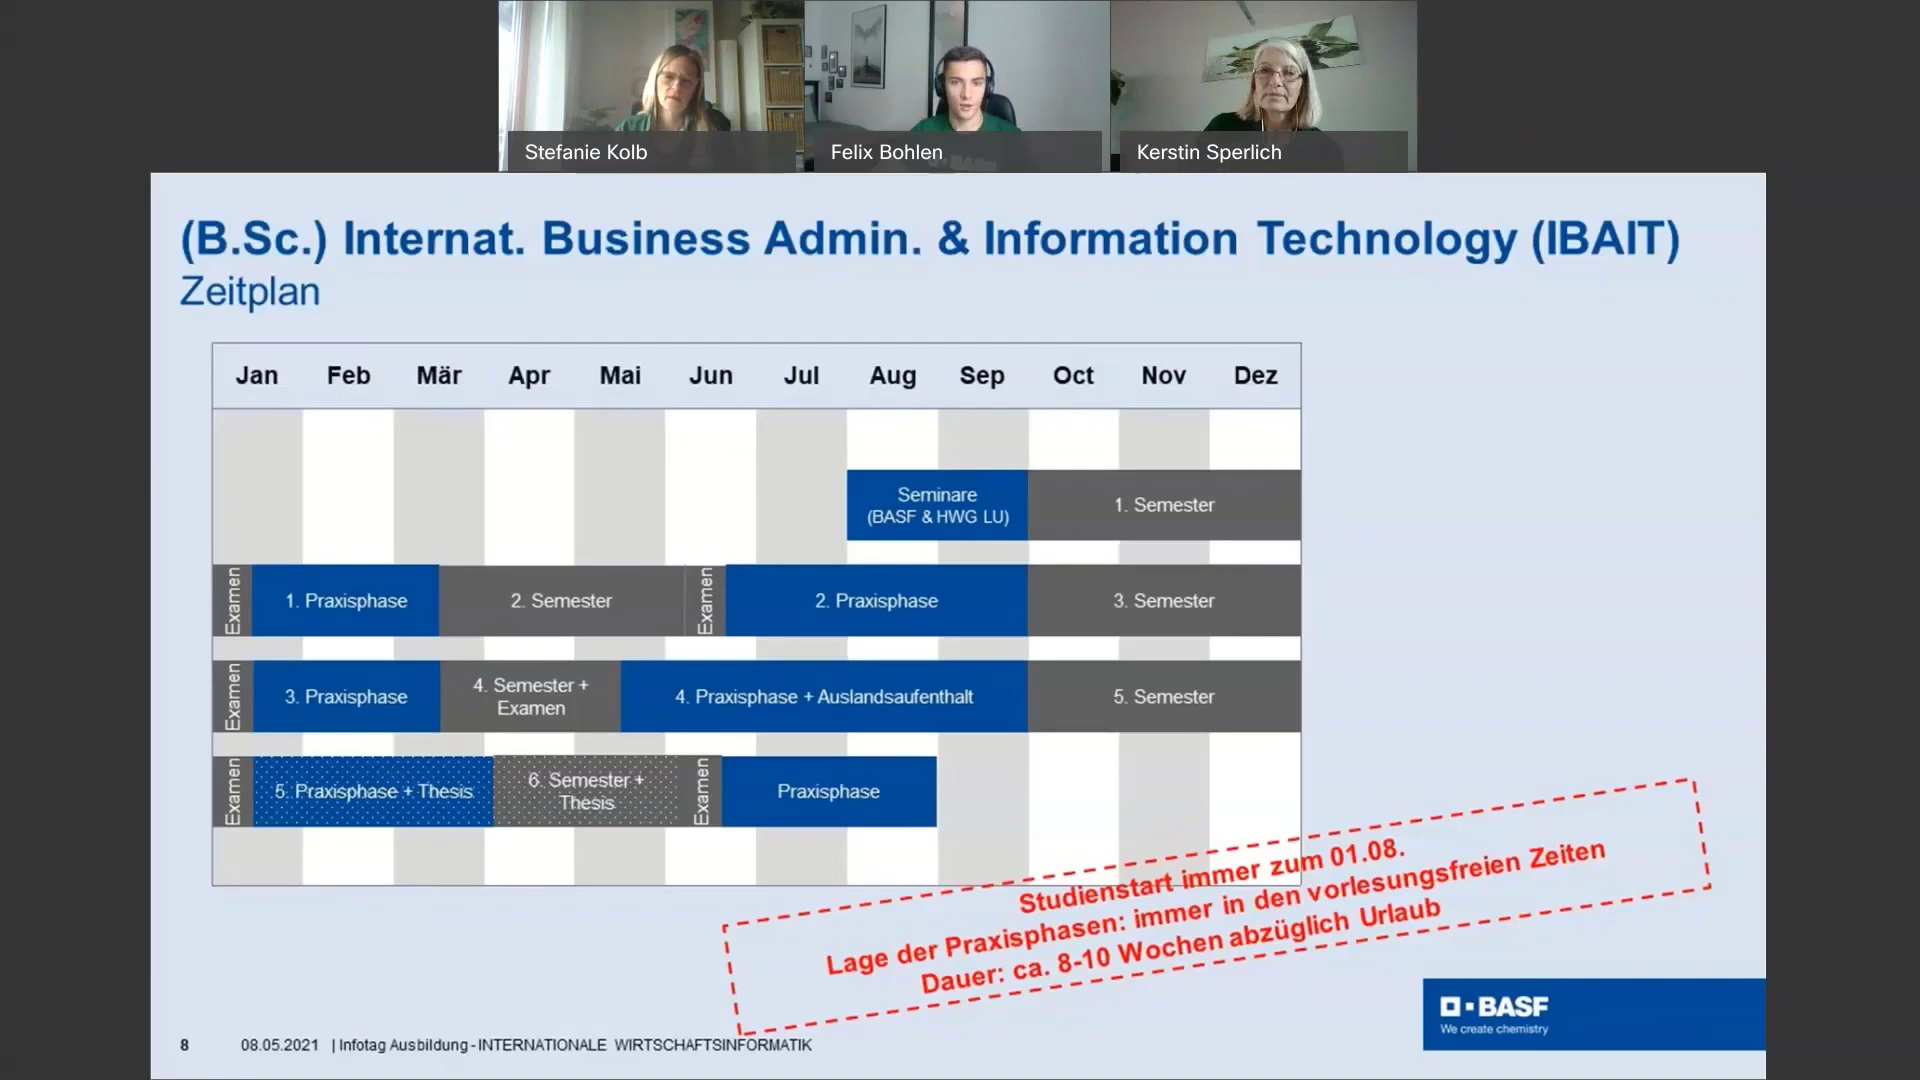 Stefanie Kolb
Felix Bohlen
Kerstin Sperlich
(B.Sc.) Internat. Business Admin. & Information Technology (IBAIT)
Zeitplan
Jan Feb Mär Apr Mai Jun Jul Aug Sep Oct Nov Dez
Seminare
(BASF & HWG LU)
1. Semester
Examen
1. Praxisphase
2. Semester
Examen
2. Praxisphase
3. Semester
Examen
3. Praxisphase
4. Semester +
Examen
4. Praxisphase + Auslandsaufenthalt
5. Semester
Examen
5. Praxisphase + Thesis
6. Semester +
Thesis
Examen
Praxisphase
Studienstart immer zum 01.08.
Lage der Praxisphasen: immer in den vorlesungsfreien Zeiten
Dauer: ca. 8-10 Wochen abzüglich Urlaub
BASF
We create chemistry
8 08.05.2021 | Infotag Ausbildung - INTERNATIONALE WIRTSCHAFTSINFORMATIK